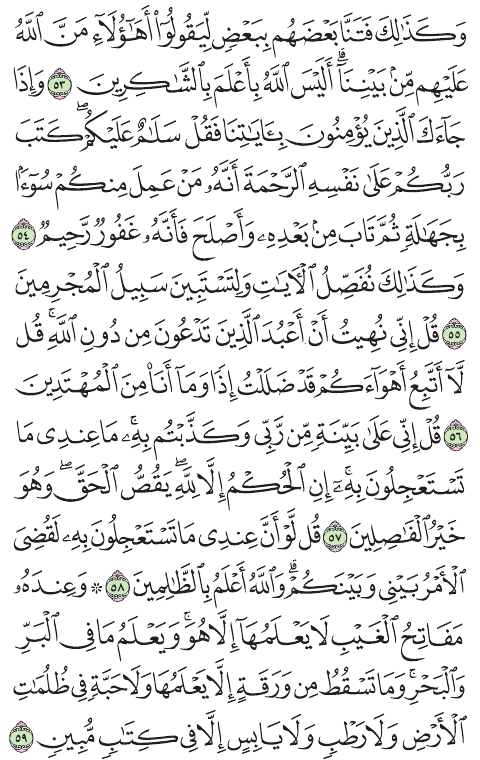 وَكَذَٰلِكَ فَتَنَّا بَعْضَهُم بِبَعْضٍ لِّيَقُولُوٓا۟ أَهَٰٓؤُلَآءِ مَنَّ ٱللَّهُ
عَلَيْهِم مِّنۢ بَيْنِنَآ ۗ أَلَيْسَ ٱللَّهُ بِأَعْلَمَ بِٱلشَّٰكِرِينَ ٥٣ وَإِذَا
جَآءَكَ ٱلَّذِينَ يُؤْمِنُونَ بِـَٔايَٰتِنَا فَقُلْ سَلَٰمٌ عَلَيْكُمْ ۖ كَتَبَ
رَبُّكُمْ عَلَىٰ نَفْسِهِ ٱلرَّحْمَةَ ۖ أَنَّهُۥ مَنْ عَمِلَ مِنكُمْ سُوٓءًۢا
بِجَهَٰلَةٍ ثُمَّ تَابَ مِنۢ بَعْدِهِۦ وَأَصْلَحَ فَأَنَّهُۥ غَفُورٌ رَّحِيمٌ ٥٤
وَكَذَٰلِكَ نُفَصِّلُ ٱلْـَٔايَٰتِ وَلِتَسْتَبِينَ سَبِيلُ ٱلْمُجْرِمِينَ
٥٥ قُلْ إِنِّى نُهِيتُ أَنْ أَعْبُدَ ٱلَّذِينَ تَدْعُونَ مِن دُونِ ٱللَّهِ ۚ قُل
لَّآ أَتَّبِعُ أَهْوَآءَكُمْ ۙ قَدْ ضَلَلْتُ إِذًا وَمَآ أَنَا۠ مِنَ ٱلْمُهْتَدِينَ
٥٦ قُلْ إِنِّى عَلَىٰ بَيِّنَةٍ مِّن رَّبِّى وَكَذَّبْتُم بِهِۦ ۚ مَا عِندِى مَا
تَسْتَعْجِلُونَ بِهِۦٓ ۚ إِنِ ٱلْحُكْمُ إِلَّا لِلَّهِ ۖ يَقُصُّ ٱلْحَقَّ ۖ وَهُوَ
خَيْرُ ٱلْفَٰصِلِينَ ٥٧ قُل لَّوْ أَنَّ عِندِى مَا تَسْتَعْجِلُونَ بِهِۦ لَقُضِىَ
ٱلْأَمْرُ بَيْنِى وَبَيْنَكُمْ ۗ وَٱللَّهُ أَعْلَمُ بِٱلظَّٰلِمِينَ ٥٨ ۞ وَعِندَهُۥ
مَفَاتِحُ ٱلْغَيْبِ لَا يَعْلَمُهَآ إِلَّا هُوَ ۚ وَيَعْلَمُ مَا فِى ٱلْبَرِّ
وَٱلْبَحْرِ ۚ وَمَا تَسْقُطُ مِن وَرَقَةٍ إِلَّا يَعْلَمُهَا وَلَا حَبَّةٍ فِى ظُلُمَٰتِ
ٱلْأَرْضِ وَلَا رَطْبٍ وَلَا يَابِسٍ إِلَّا فِى كِتَٰبٍ مُّبِينٍ ٥٩